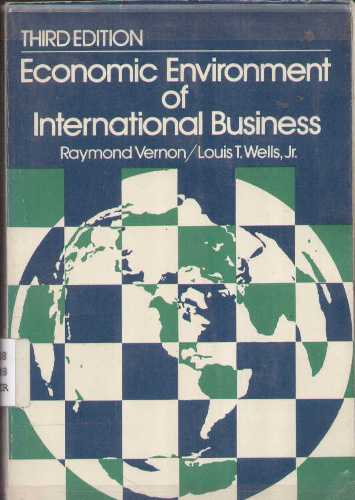 THIRD EDITION
Economic Environment
of
International Business
Raymond Vernon/Louis T. Wells, Jr.